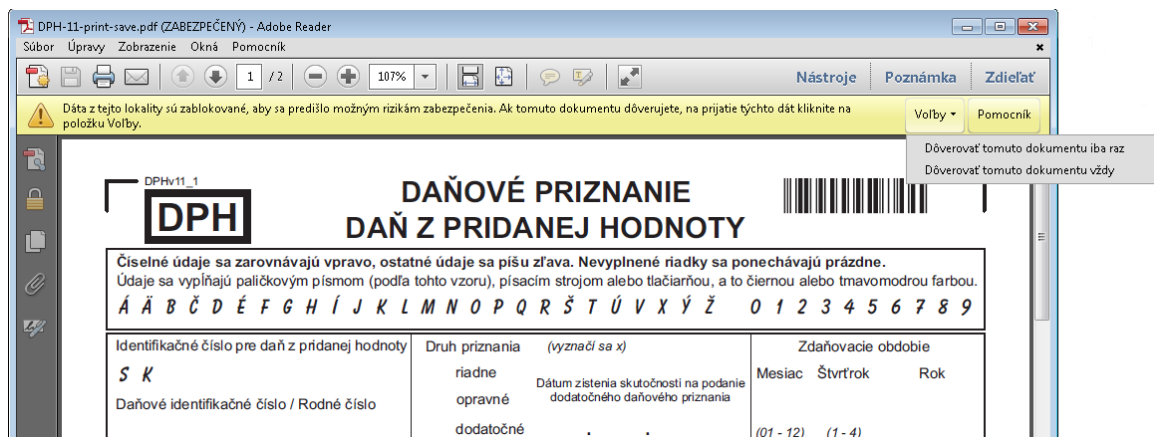 DPH-11-print-save.pdf (ZABEZPEČENÝ) - Adobe Reader
Súbor Úpravy Zobrazenie Okná Pomocník
1 / 2 107% Nástroje Poznámka Zdieľať
Dáta z tejto lokality sú zablokované, aby sa predišlo možným rizikám zabezpečenia. Ak tomuto dokumentu dôverujete, na prijatie týchto dát kliknite na
položku Voľby.
Voľby Pomocník
Dôverovať tomuto dokumentu iba raz
Dôverovať tomuto dokumentu vždy
DPHv11_1
DPH
DAŇOVÉ PRIZNANIE
DAŇ Z PRIDANEJ HODNOTY
Číselné údaje sa zarovnávajú vpravo, ostatné údaje sa píšu zľava. Nevyplnené riadky sa ponechávajú prázdne.
Údaje sa vypĺňajú paličkovým písmom (podľa tohto vzoru), písacím strojom alebo tlačiarňou, a to čiernou alebo tmavomodrou farbou.
Á Ä B Č D É F G H Í J K L M N O P Q R Š T Ú V X Ý Ž 0 1 2 3 4 5 6 7 8 9
Identifikačné číslo pre daň z pridanej hodnoty
S K
Daňové identifikačné číslo / Rodné číslo
Druh priznania (vyznačí sa x)
riadne
opravné
dodatočné
Dátum zistenia skutočnosti na podanie
dodatočného daňového priznania
. .
Zdaňovacie obdobie
Mesiac Štvrťrok Rok
(01 - 12) (1 - 4)